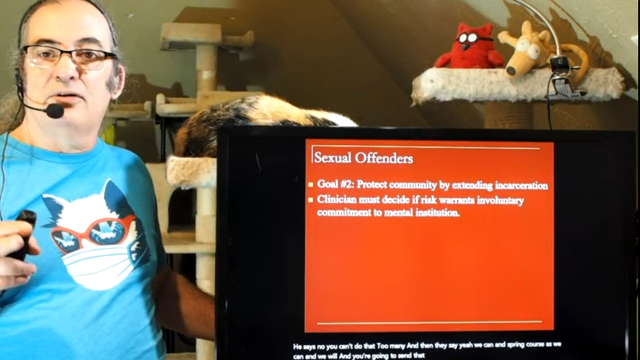 Sexual Offenders
Goal #2: Protect community by extending incarceration
Clinician must decide if risk warrants involuntary
commitment to mental institution.
He says no you can't do that Too many And then they say yeah we can and spring course as we
can and we will And you're going to send that